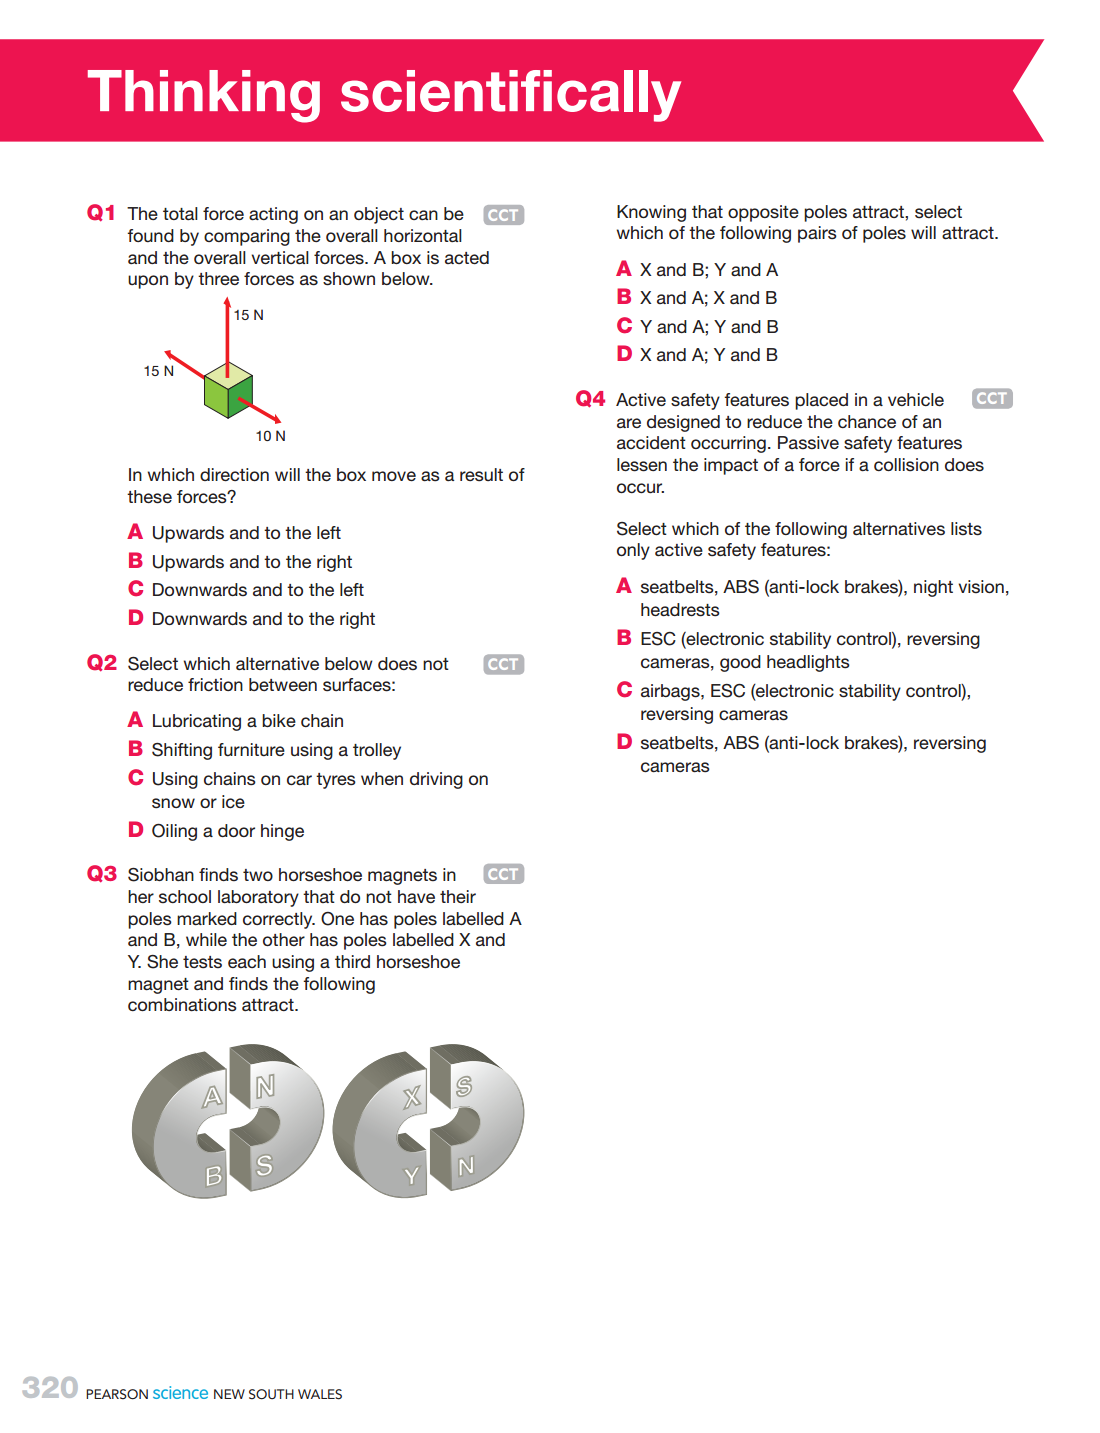 Thinking scientifically
Q1 The total force acting on an object can be CCT
found by comparing the overall horizontal
and the overall vertical forces. A box is acted
upon by three forces as shown below.
15 N
15 N
10 N
In which direction will the box move as a result of
these forces?
A Upwards and to the left
B Upwards and to the right
C Downwards and to the left
D Downwards and to the right
Q2 Select which alternative below does not CCT
reduce friction between surfaces:
A Lubricating a bike chain
B Shifting furniture using a trolley
C Using chains on car tyres when driving on
snow or ice
D Oiling a door hinge
Q3 Siobhan finds two horseshoe magnets in CCT
her school laboratory that do not have their
poles marked correctly. One has poles labelled A
and B, while the other has poles labelled X and
Y. She tests each using a third horseshoe
magnet and finds the following
combinations attract.
A N
B S
X S
Y N
Knowing that opposite poles attract, select
which of the following pairs of poles will attract.
A X and B; Y and A
B X and A; X and B
C Y and A; Y and B
D X and A; Y and B
Q4 Active safety features placed in a vehicle CCT
are designed to reduce the chance of an
accident occurring. Passive safety features
lessen the impact of a force if a collision does
occur.
Select which of the following alternatives lists
only active safety features:
A seatbelts, ABS (anti-lock brakes), night vision,
headrests
B ESC (electronic stability control), reversing
cameras, good headlights
C airbags, ESC (electronic stability control),
reversing cameras
D seatbelts, ABS (anti-lock brakes), reversing
cameras
320 PEARSON science NEW SOUTH WALES